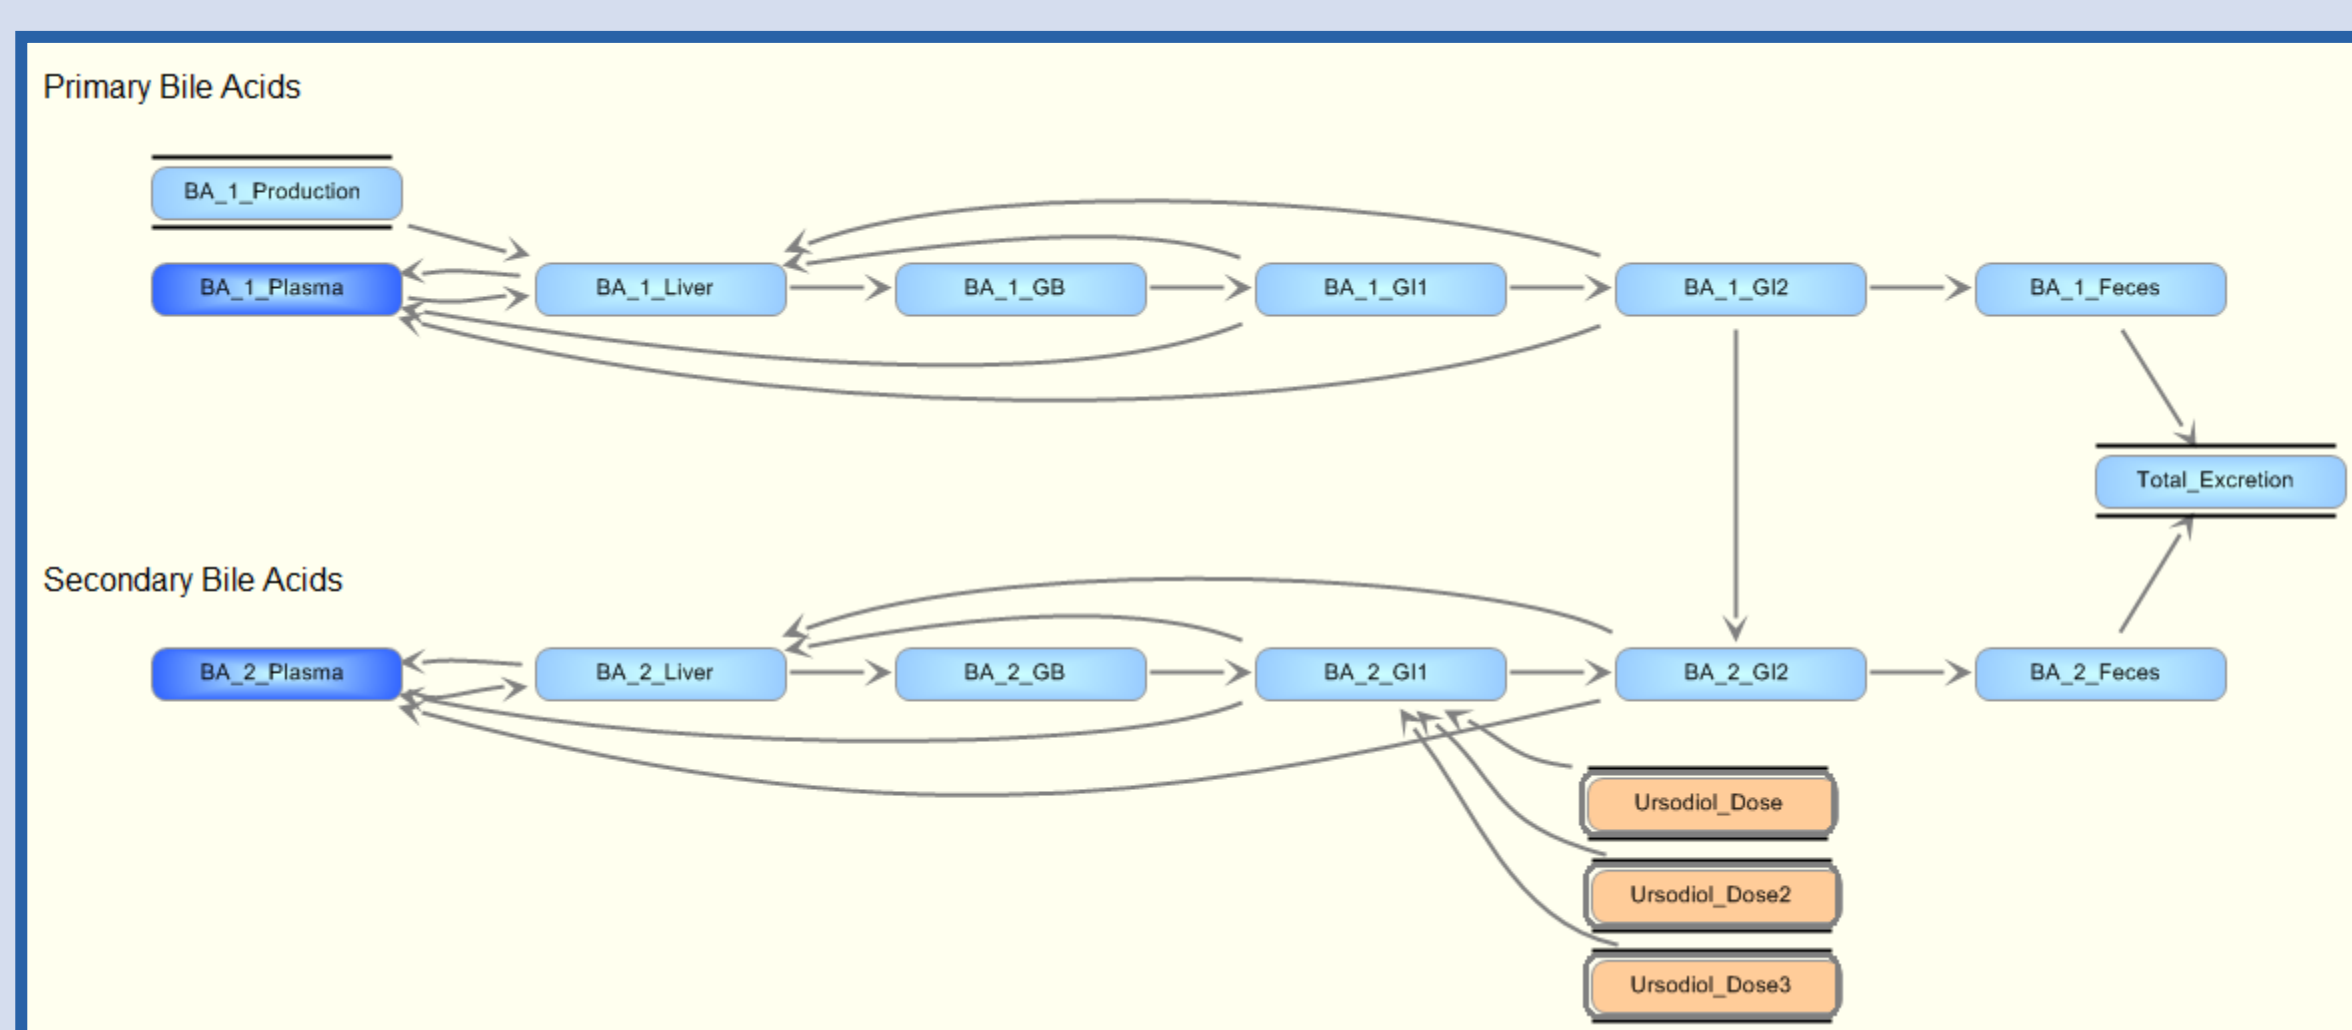 Primary Bile Acids
BA_1_Production
BA_1_Plasma
BA_1_Liver
BA_1_GB
BA_1_GI1
BA_1_GI2
BA_1_Feces
Total_Excretion
Secondary Bile Acids
BA_2_Plasma
BA_2_Liver
BA_2_GB
BA_2_GI1
BA_2_GI2
BA_2_Feces
Ursodiol_Dose
Ursodiol_Dose2
Ursodiol_Dose3